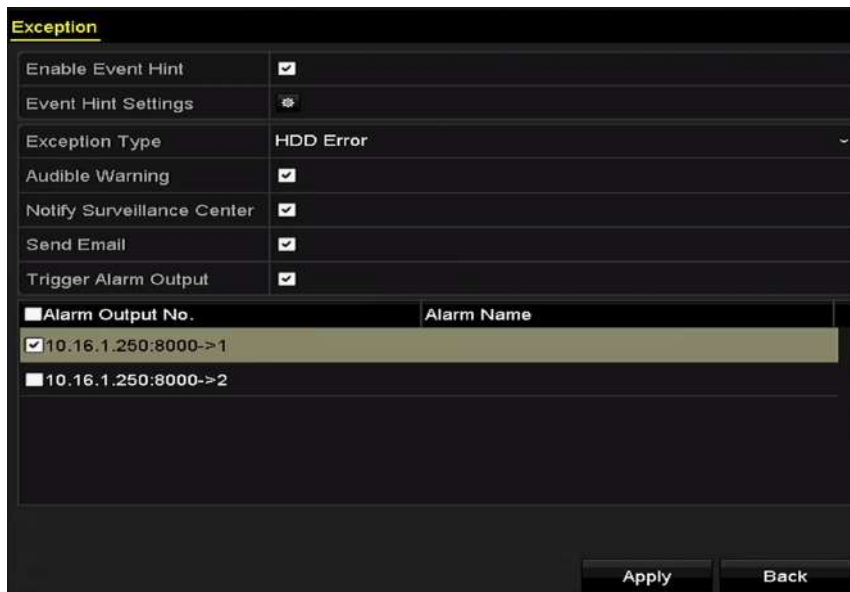 Exception
Enable Event Hint
Event Hint Settings
Exception Type HDD Error
Audible Warning
Notify Surveillance Center
Send Email
Trigger Alarm Output
Alarm Output No. Alarm Name
10.16.1.250:8000->1
10.16.1.250:8000->2
Apply Back